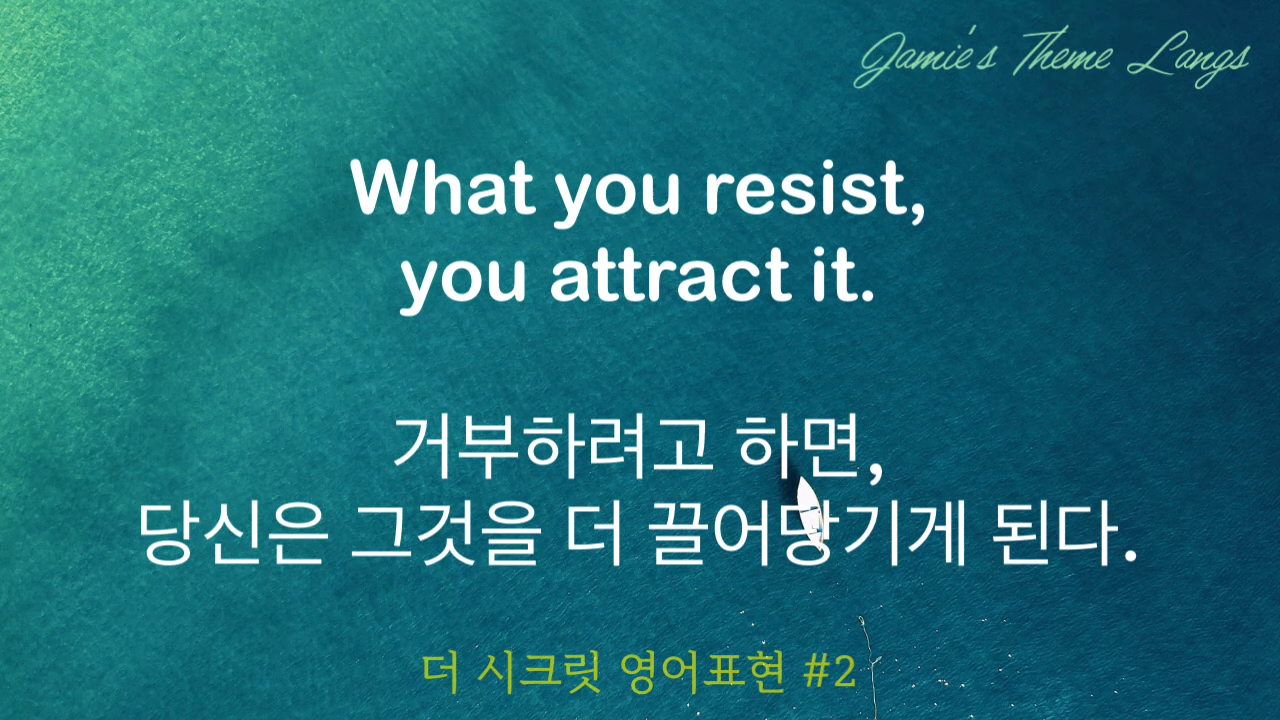 Jamie's Theme Langs
What you resist,
you attract it.
거부하려고 하면,
당신은 그것을 더 끌어당기게 된다.
더 시크릿 영어표현 #2